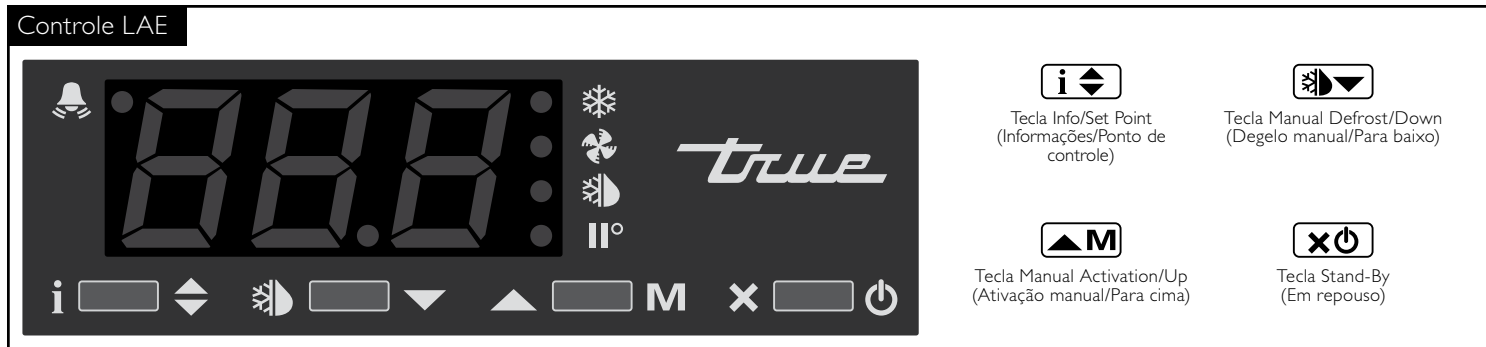 Controle LAE
true
i
M
II°
i
Tecla Info/Set Point
(Informações/Ponto de
controle)
Tecla Manual Defrost/Down
(Degelo manual/Para baixo)
M
Tecla Manual Activation/Up
(Ativação manual/Para cima)
Tecla Stand-By
(Em repouso)